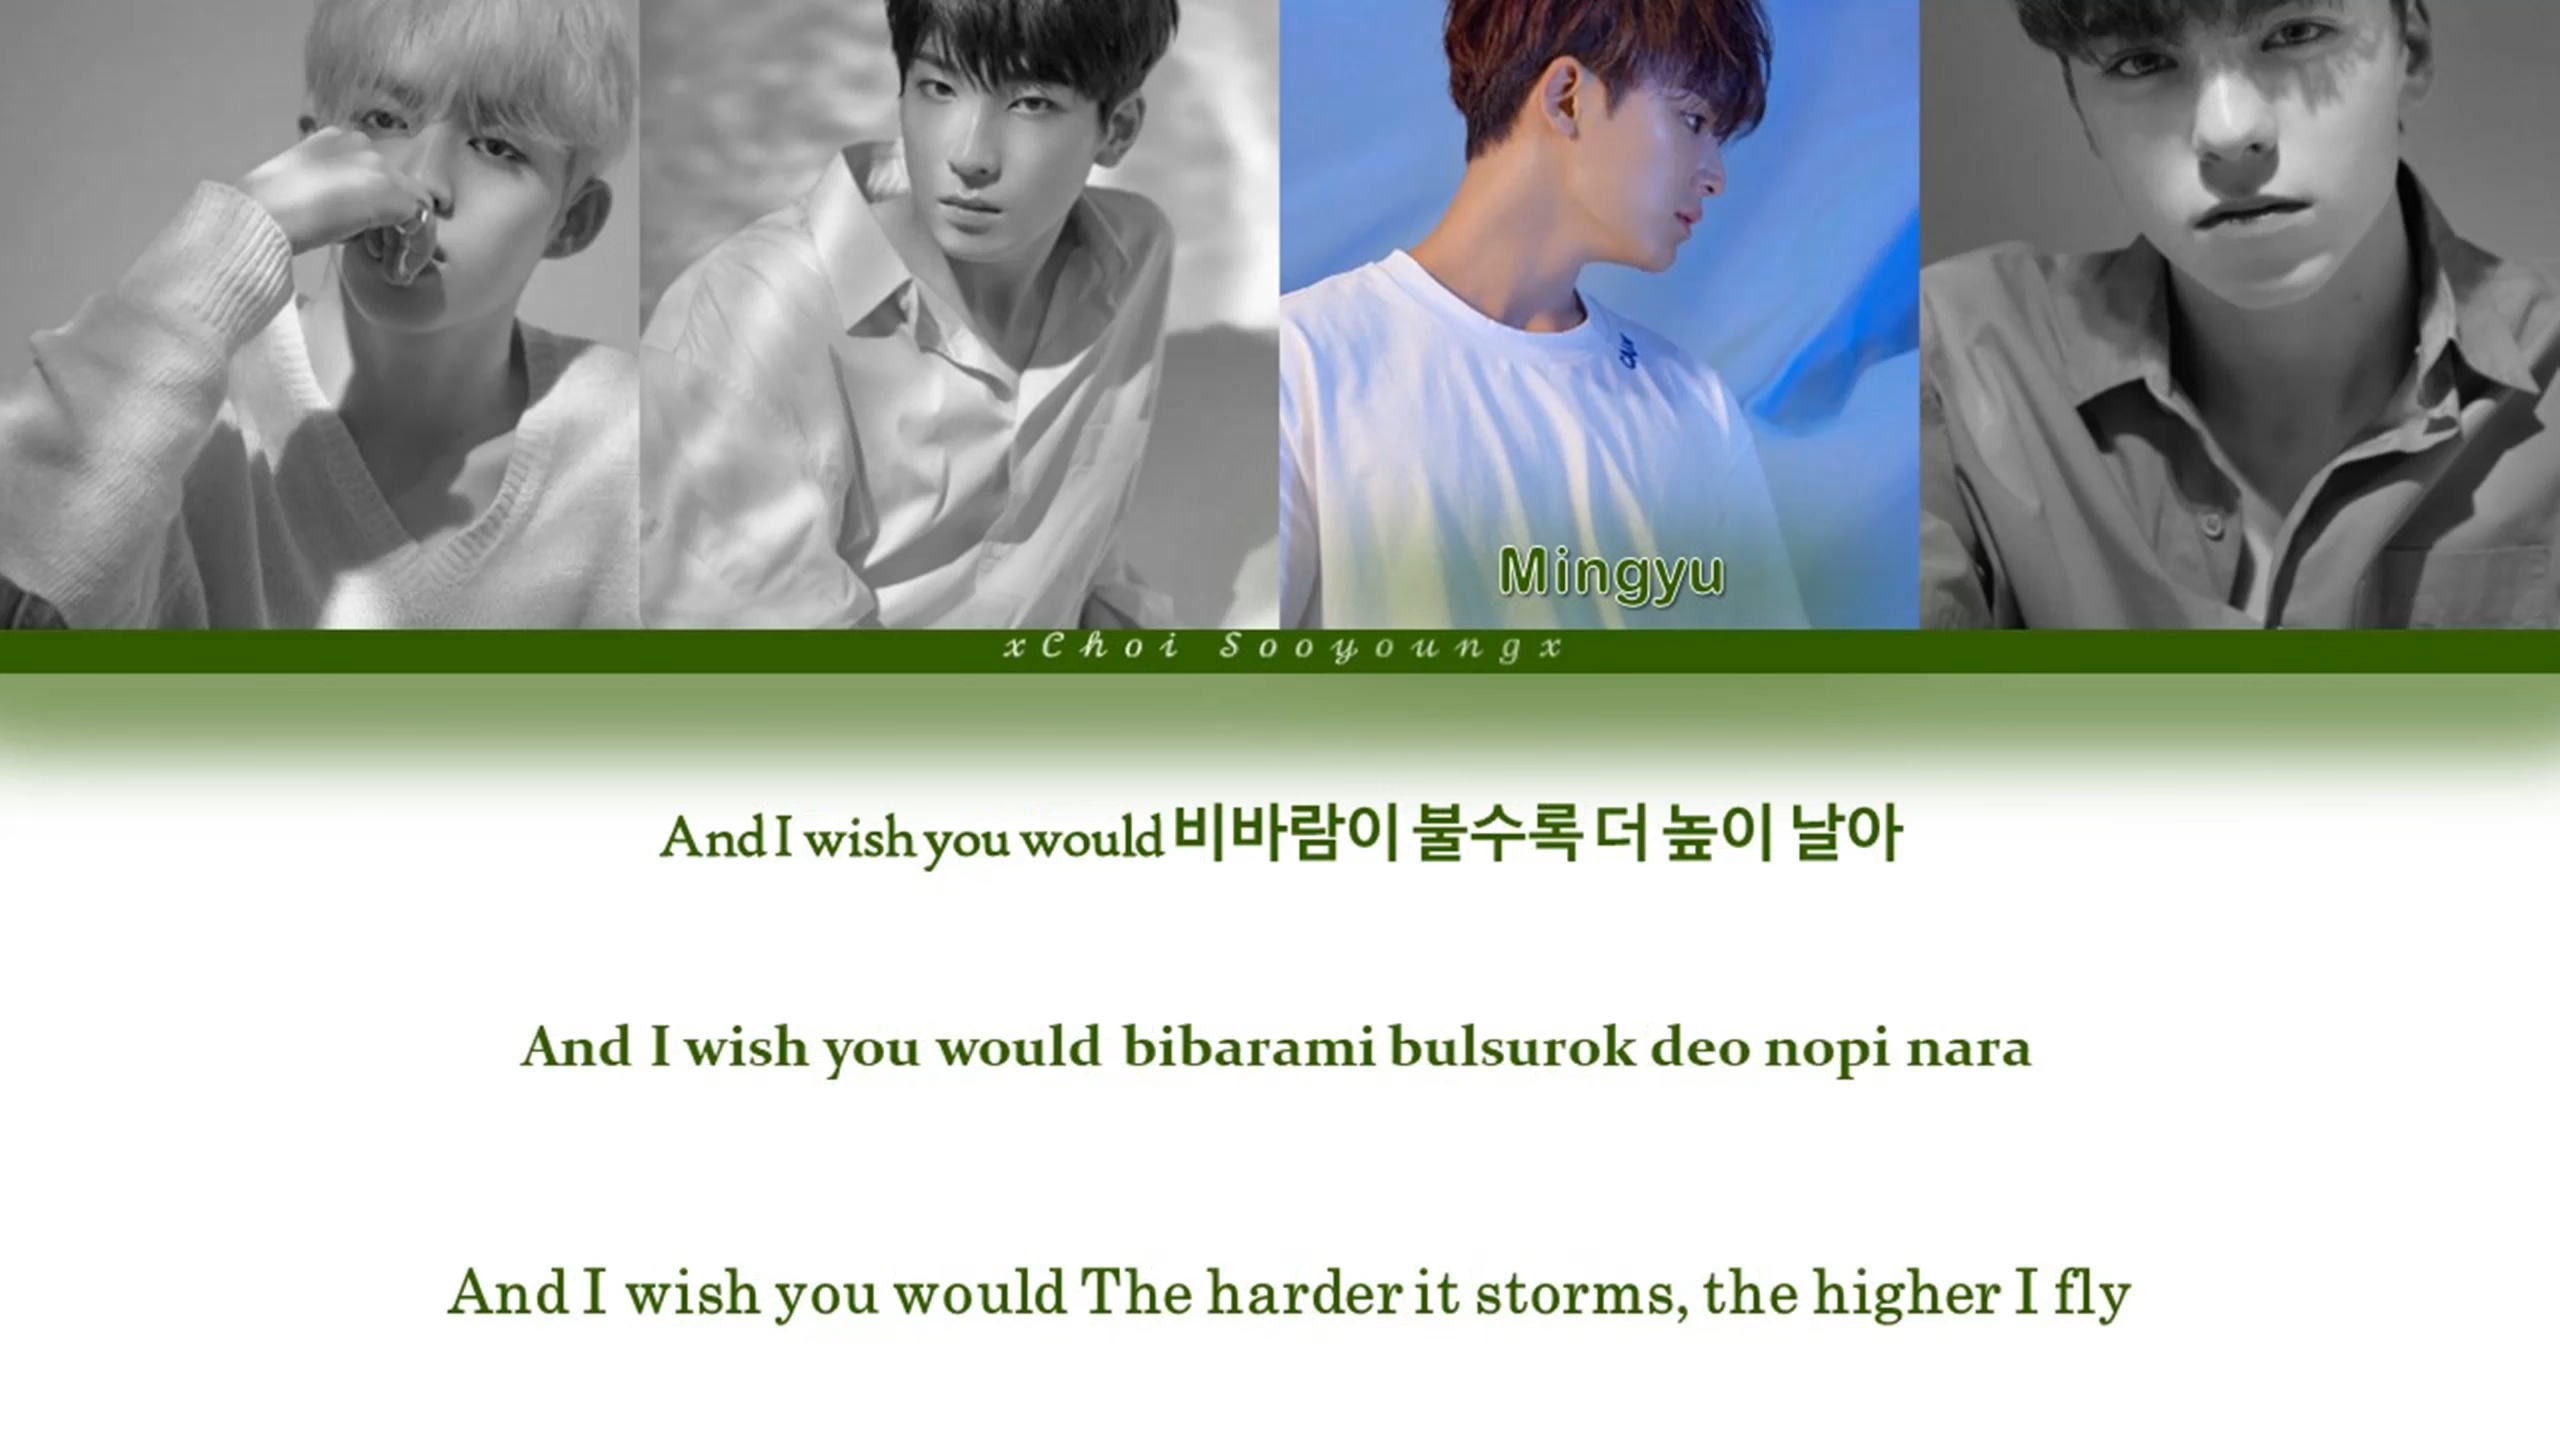 Mingyu
xChoi Sooyoungx
And I wish you would 비바람이 불수록 더 높이 날아
And I wish you would bibarami bulsurok deo nopi nara
And I wish you would The harder it storms, the higher I fly